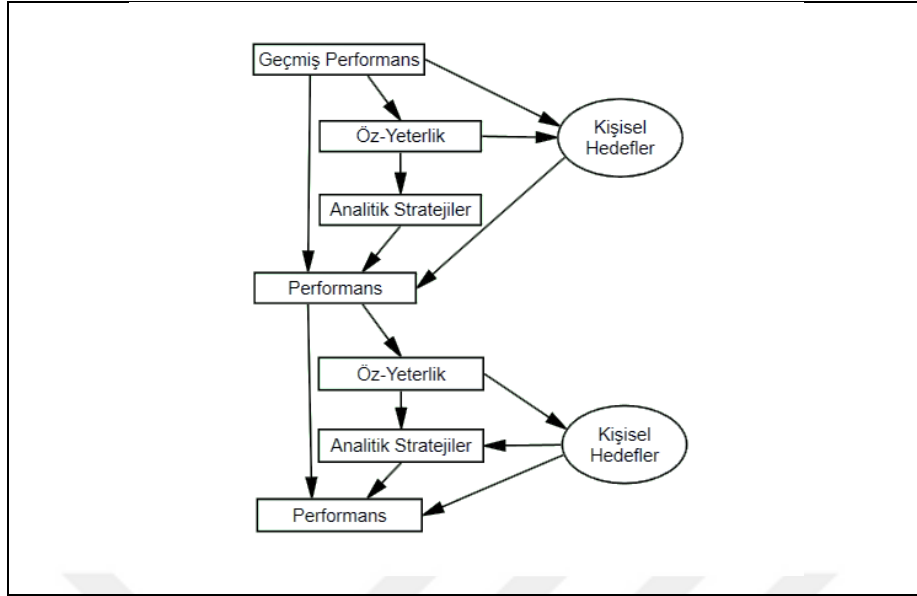 Geçmiş Performans
Öz-Yeterlik
Kişisel
Hedefler
Analitik Stratejiler
Performans
Öz-Yeterlik
Analitik Stratejiler
Kişisel
Hedefler
Performans